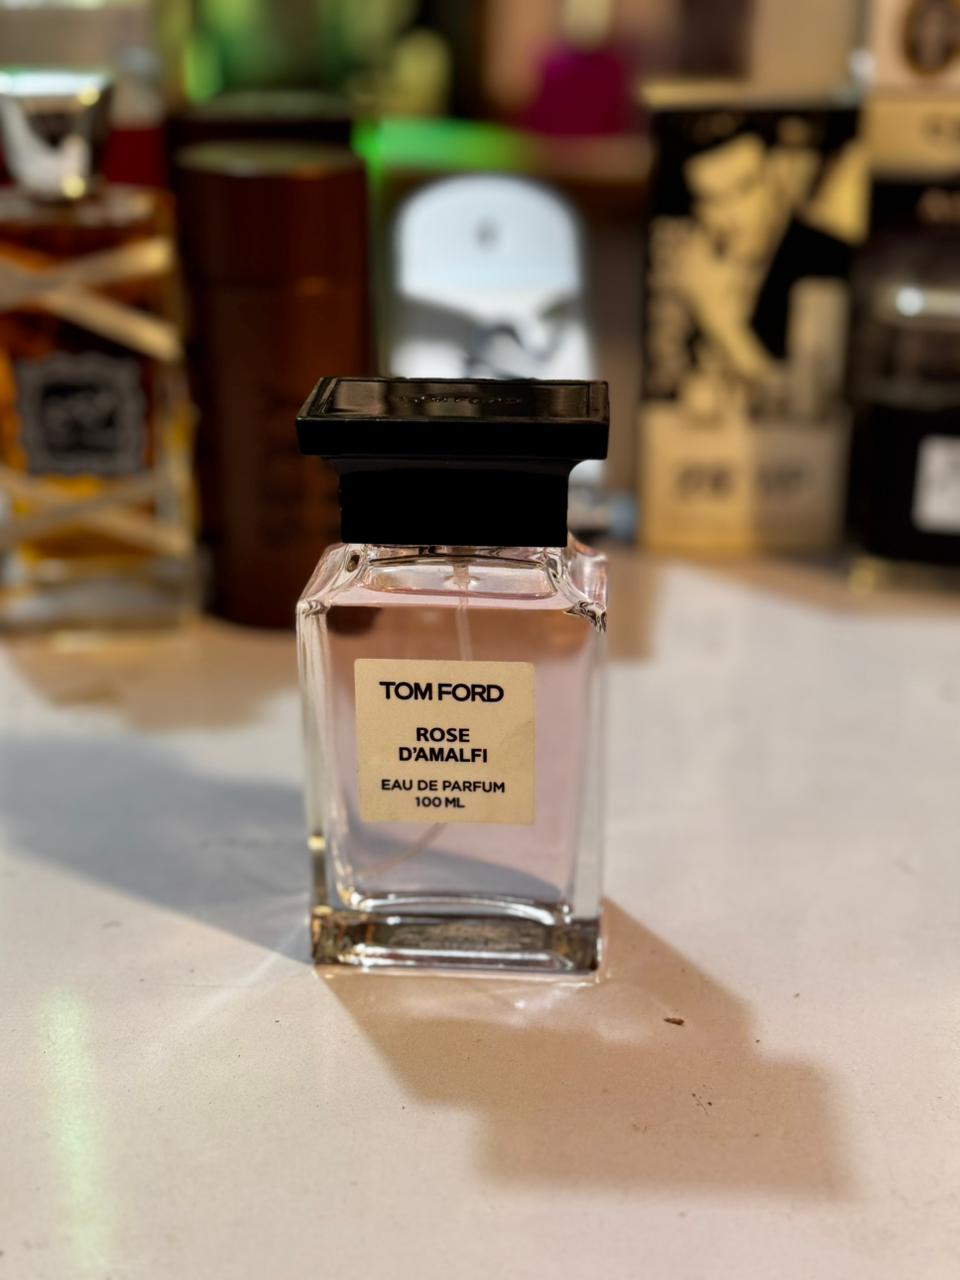 TOM FORD
ROSE
D'AMALFI
EAU DE PARFUM
100 ML